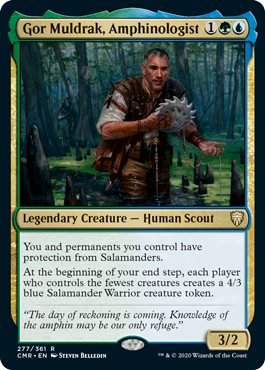 Gor Muldrak, Amphinologist 1
Legendary Creature — Human Scout
You and permanents you control have
protection from Salamanders.
At the beginning of your end step, each player
who controls the fewest creatures creates a 4/3
blue Salamander Warrior creature token.
“The day of reckoning is coming. Knowledge of
the amphin may be our only refuge.”
3/2
277/361 R
CMR • EN Steven Belledin
™ & © 2020 Wizards of the Coast